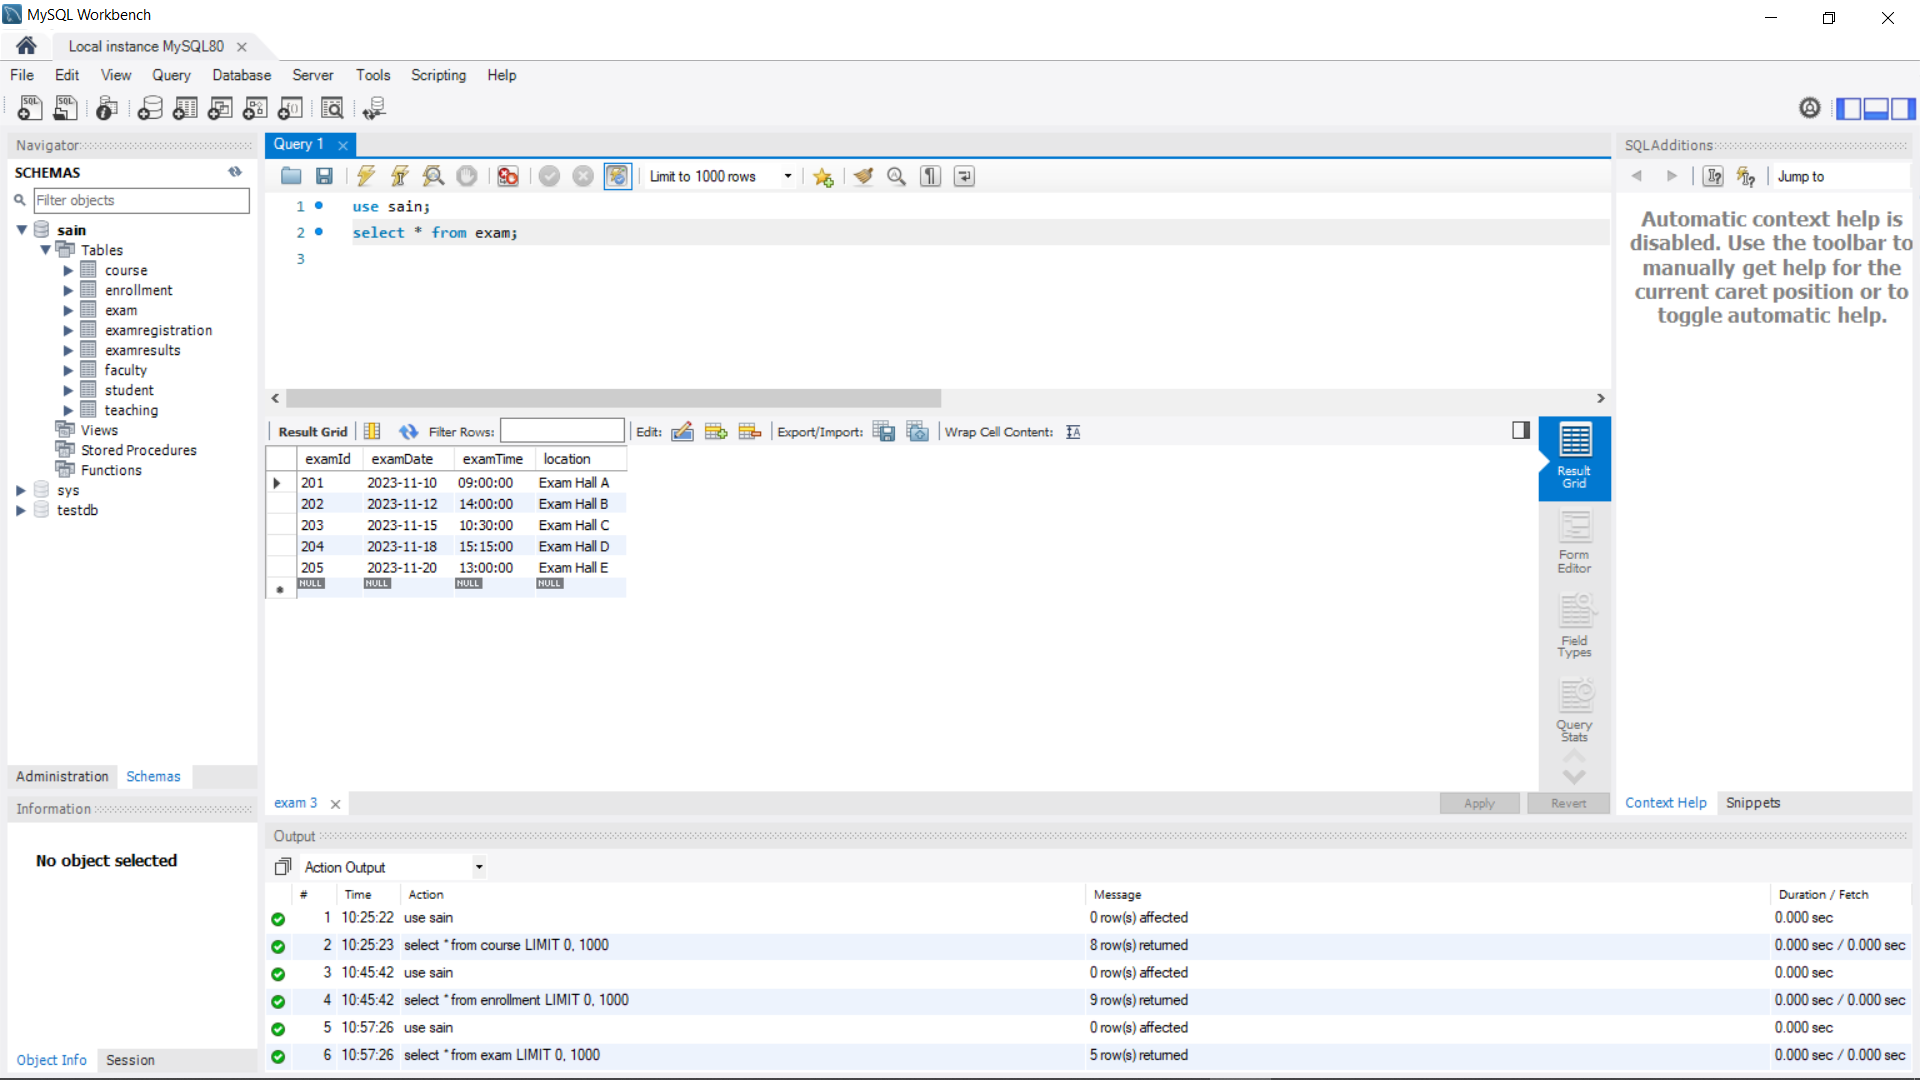 MySQL Workbench
Local instance MySQL80
File Edit View Query Database Server Tools Scripting Help
Navigator
SCHEMAS
Filter objects
sain
Tables
course
enrollment
exam
examregistration
examresults
faculty
student
teaching
Views
Stored Procedures
Functions
sys
testdb
Administration Schemas
Information
No object selected
Object Info Session
Query 1
Limit to 1000 rows
1 use sain;
2 select * from exam;
3
Result Grid Filter Rows: Edit: Export/Import: Wrap Cell Content:
examId examDate examTime location
201 2023-11-10 09:00:00 Exam Hall A
202 2023-11-12 14:00:00 Exam Hall B
203 2023-11-15 10:30:00 Exam Hall C
204 2023-11-18 15:15:00 Exam Hall D
205 2023-11-20 13:00:00 Exam Hall E
NULL NULL NULL NULL
Result
Grid
Form
Editor
Field
Types
Query
Stats
exam 3
Apply Revert
SQLAdditions
Jump to
Automatic context help is
disabled. Use the toolbar to
manually get help for the
current caret position or to
toggle automatic help.
Context Help Snippets
Output
Action Output
# Time Action Message Duration / Fetch
1 10:25:22 use sain 0 row(s) affected 0.000 sec
2 10:25:23 select * from course LIMIT 0, 1000 8 row(s) returned 0.000 sec / 0.000 sec
3 10:45:42 use sain 0 row(s) affected 0.000 sec
4 10:45:42 select * from enrollment LIMIT 0, 1000 9 row(s) returned 0.000 sec / 0.000 sec
5 10:57:26 use sain 0 row(s) affected 0.000 sec
6 10:57:26 select * from exam LIMIT 0, 1000 5 row(s) returned 0.000 sec / 0.000 sec